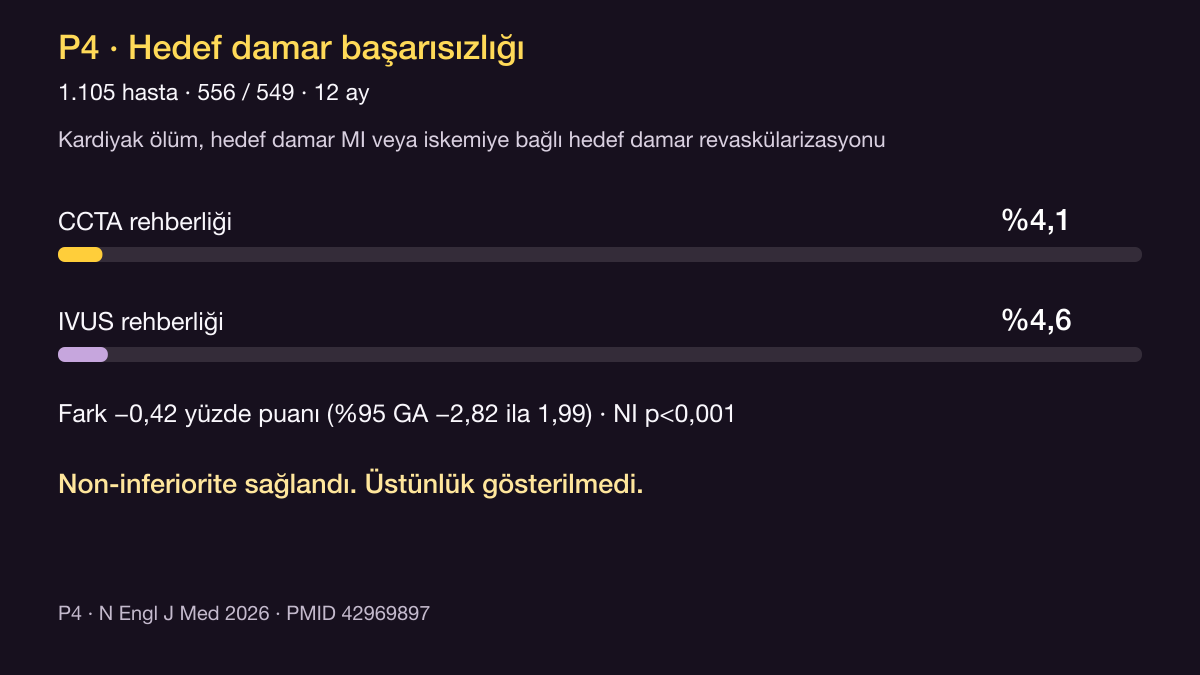 P4 · Hedef damar başarısızlığı
1.105 hasta · 556 / 549 · 12 ay
Kardiyak ölüm, hedef damar MI veya iskemiye bağlı hedef damar revaskülarizasyonu
CCTA rehberliği %4,1
IVUS rehberliği %4,6
Fark −0,42 yüzde puanı (%95 GA −2,82 ila 1,99) · NI p<0,001
Non-inferiorite sağlandı. Üstünlük gösterilmedi.
P4 · N Engl J Med 2026 · PMID 42969897